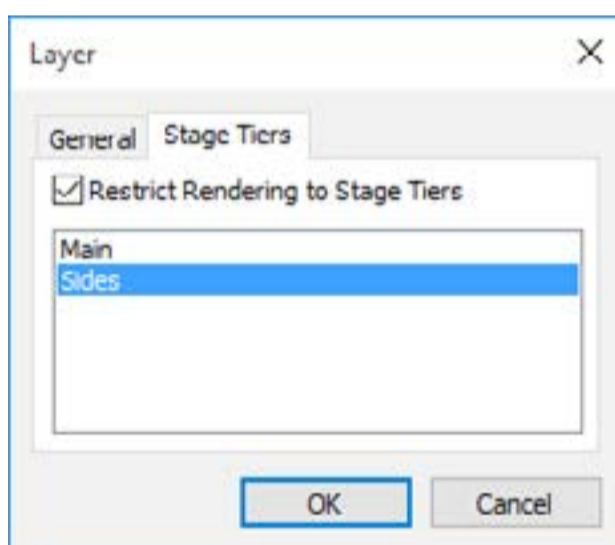 Layer
General Stage Tiers
Restrict Rendering to Stage Tiers
Main
Sides
OK Cancel